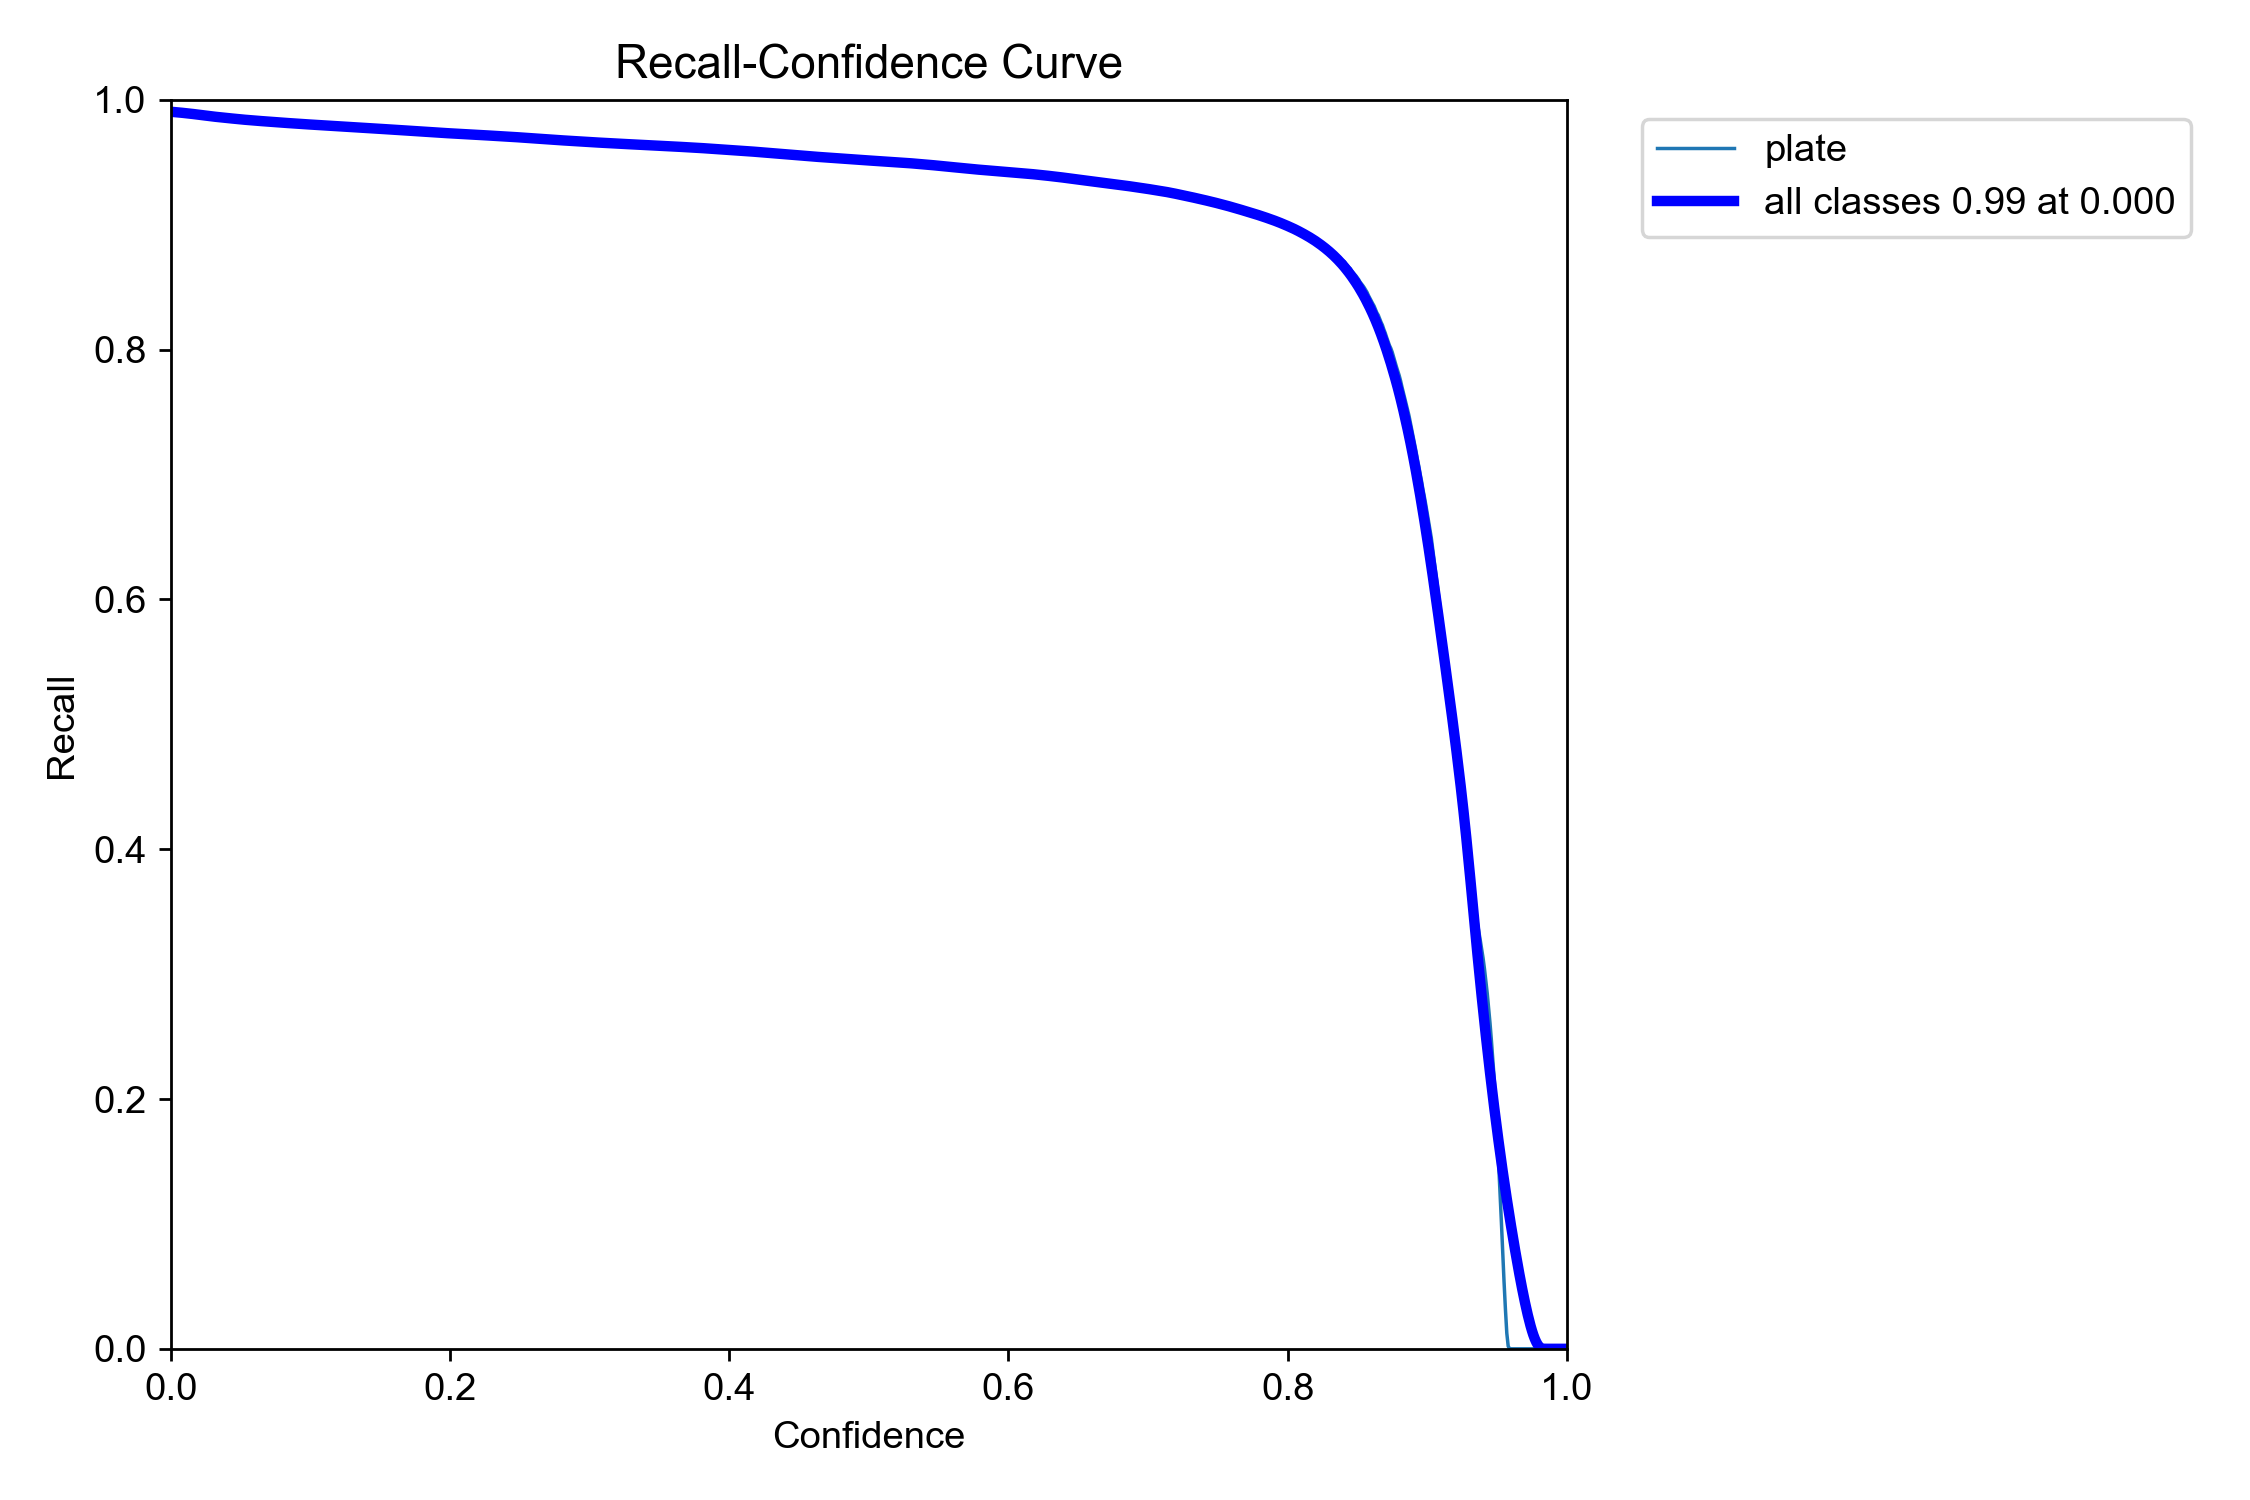 Recall-Confidence Curve
plate
all classes 0.99 at 0.000
1.0
0.8
0.6
0.4
0.2
0.0
Recall
0.0 0.2 0.4 0.6 0.8 1.0
Confidence